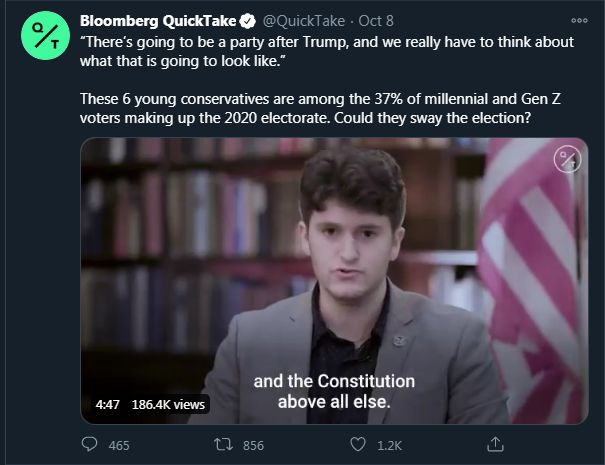 Bloomberg QuickTake @QuickTake · Oct 8
"There's going to be a party after Trump, and we really have to think about
what that is going to look like."
These 6 young conservatives are among the 37% of millennial and Gen Z
voters making up the 2020 electorate. Could they sway the election?
and the Constitution
above all else.
4:47 186.4K views
465 856 1.2K